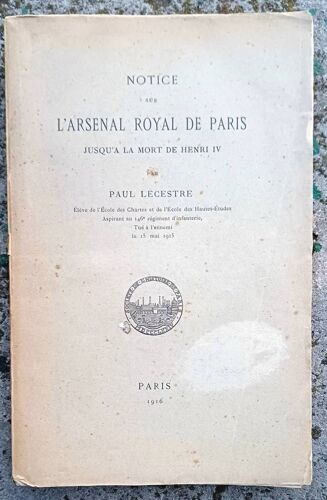 NOTICE
SUR
L'ARSENAL ROYAL DE PARIS
JUSQU'A LA MORT DE HENRI IV
PAR
PAUL LECESTRE
Élève de l'École des Chartes et de l'École des Hautes-Études
Aspirant au 146e régiment d'infanterie,
Tué à l'ennemi
le 15 mai 1915
PARIS
1916